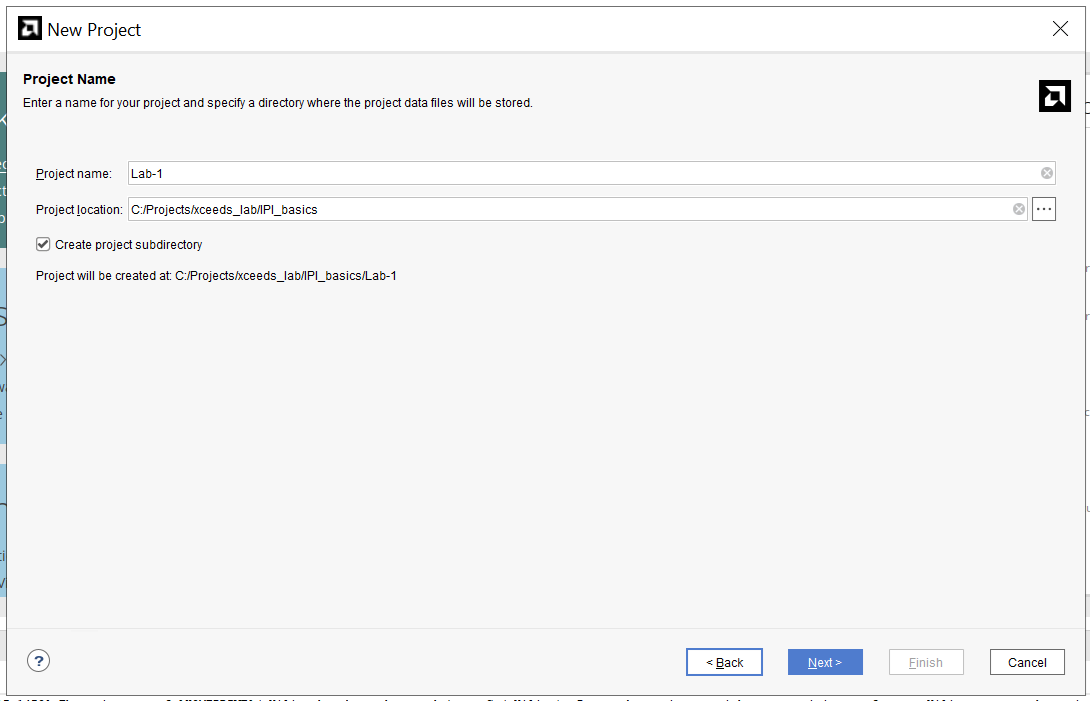 New Project
Project Name
Enter a name for your project and specify a directory where the project data files will be stored.
Project name: Lab-1
Project location: C:/Projects/xceeds_lab/IPI_basics
Create project subdirectory
Project will be created at: C:/Projects/xceeds_lab/IPI_basics/Lab-1
? < Back Next > Finish Cancel